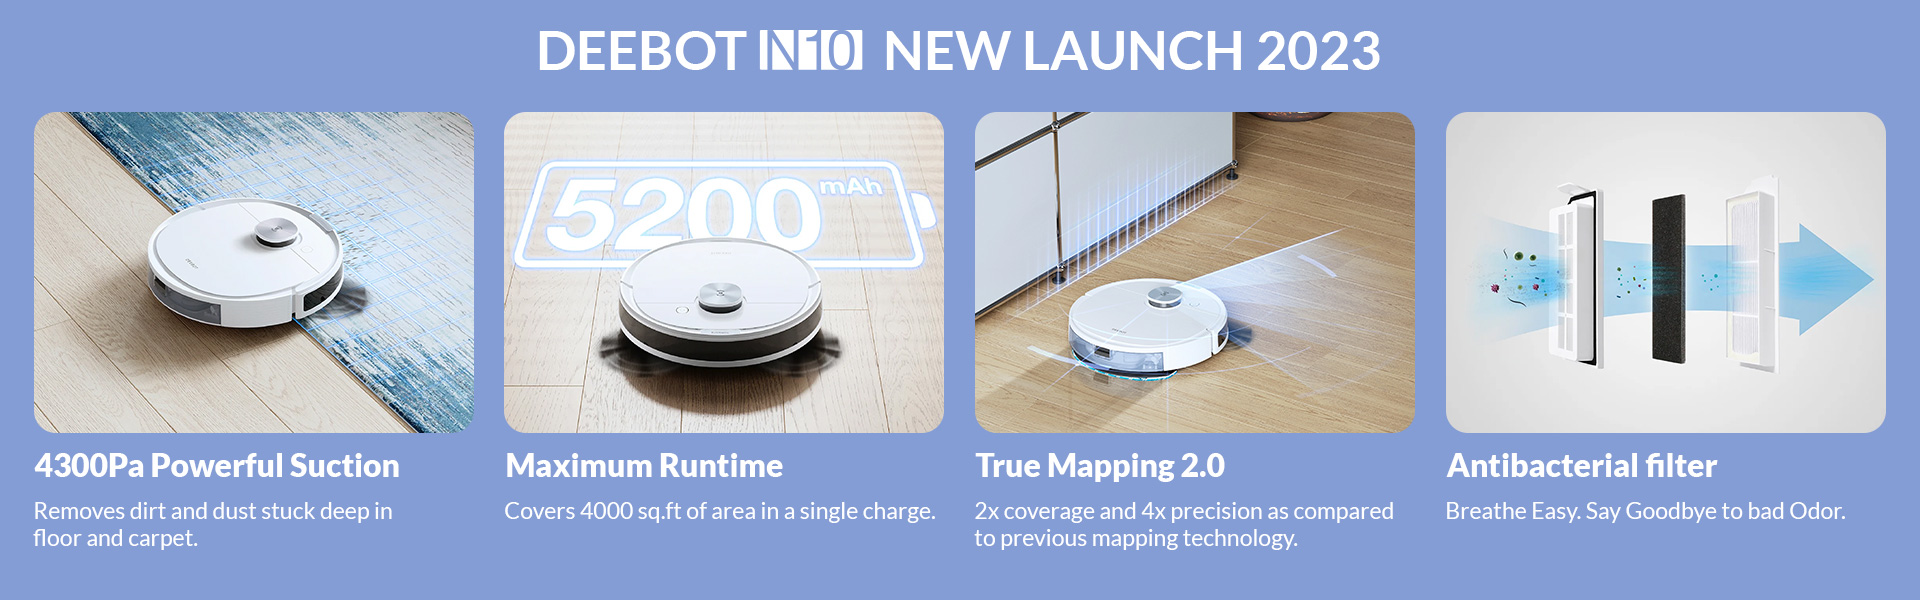 DEEBOT N10 NEW LAUNCH 2023
5200 mAh
4300Pa Powerful Suction
Removes dirt and dust stuck deep in
floor and carpet.
Maximum Runtime
Covers 4000 sq.ft of area in a single charge.
True Mapping 2.0
2x coverage and 4x precision as compared
to previous mapping technology.
Antibacterial filter
Breathe Easy. Say Goodbye to bad Odor.